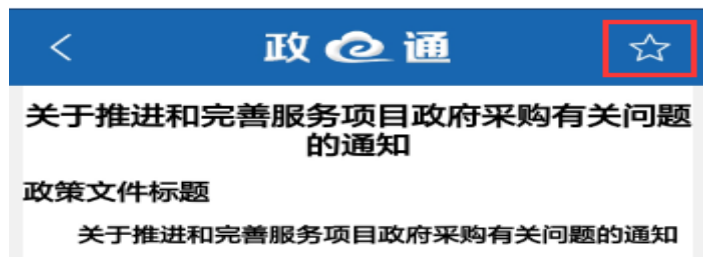 政e通
关于推进和完善服务项目政府采购有关问题
的通知
政策文件标题
关于推进和完善服务项目政府采购有关问题的通知